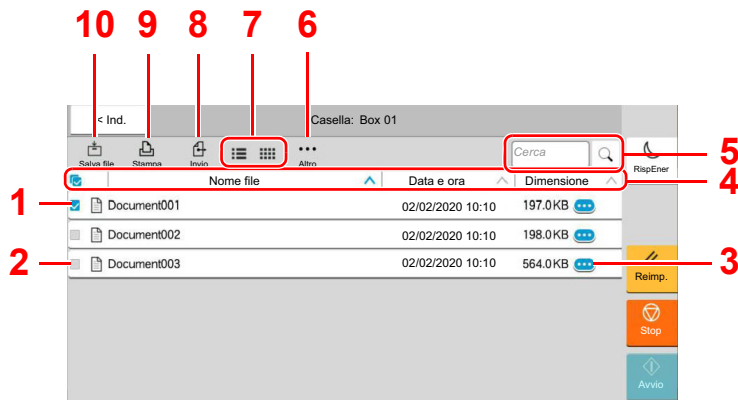 10 9 8 7 6
< Ind. Casella: Box 01
Salva file Stampa Invio Altro Cerca 5
RispEner
Nome file Data e ora Dimensione 4
1 Document001 02/02/2020 10:10 197.0KB
Document002 02/02/2020 10:10 198.0KB
2 Document003 02/02/2020 10:10 564.0KB 3
Reimp.
Stop
Avvio